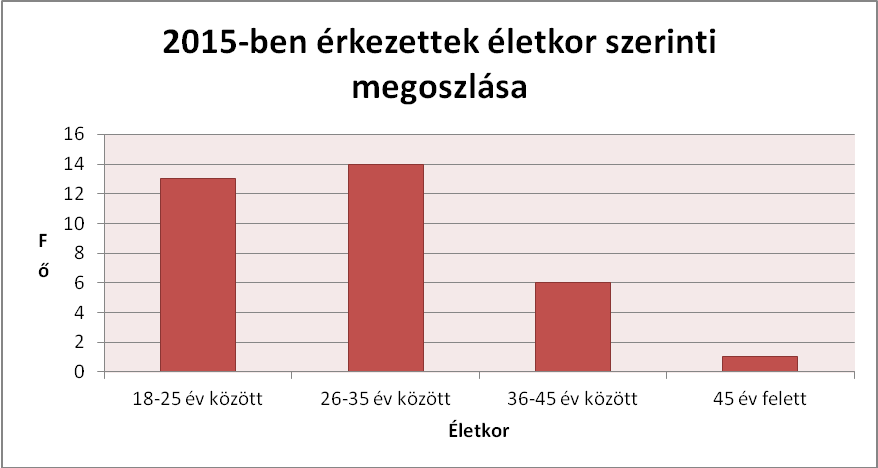 2015-ben érkezettek életkor szerinti
megoszlása
16
14
12
10
8
6
4
2
0
F
ő
18-25 év között
26-35 év között
36-45 év között
45 év felett
Életkor